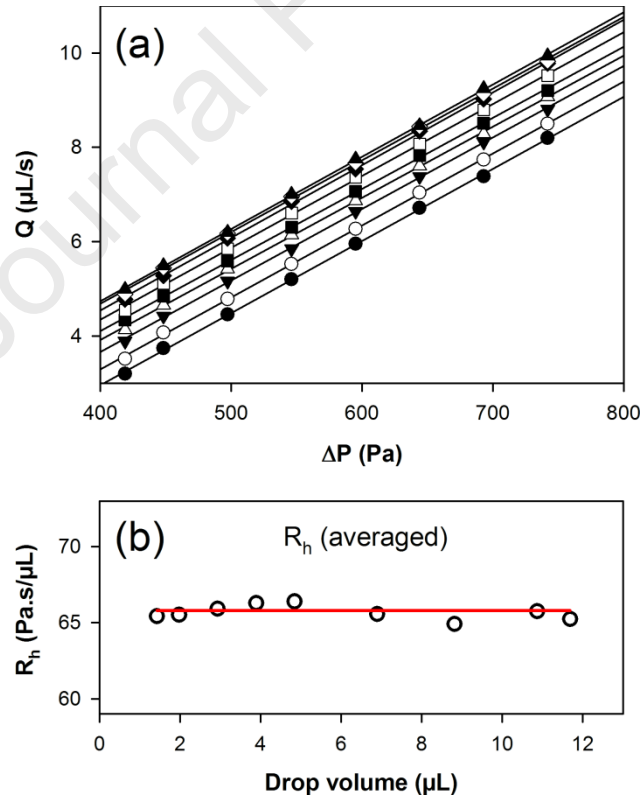 Journal P
(a)
10
8
6
4
Q (µL/s)
400 500 600 700 800
ΔP (Pa)
(b)
R_h (averaged)
70
65
60
R_h (Pa.s/µL)
0 2 4 6 8 10 12
Drop volume (µL)